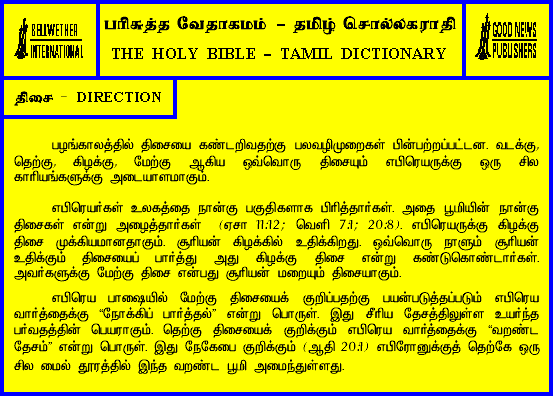 BELLWETHER
INTERNATIONAL
பரிசுத்த வேதாகமம் - தமிழ் சொல்லகராதி
THE HOLY BIBLE - TAMIL DICTIONARY
GOOD NEWS
PUBLISHERS
திசை - DIRECTION
பழங்காலத்தில் திசையை கண்டறிவதற்கு பலவழிமுறைகள் பின்பற்றப்பட்டன. வடக்கு,
தெற்கு, கிழக்கு, மேற்கு ஆகிய ஒவ்வொரு திசையும் எபிரெயருக்கு ஒரு சில
காரியங்களுக்கு அடையாளமாகும்.
எபிரெயர்கள் உலகத்தை நான்கு பகுதிகளாக பிரித்தார்கள். அதை பூமியின் நான்கு
திசைகள் என்று அழைத்தார்கள் (ஏசா 11:12; வெளி 7:1; 20:8). எபிரெயருக்கு கிழக்கு
திசை முக்கியமானதாகும். சூரியன் கிழக்கில் உதிக்கிறது. ஒவ்வொரு நாளும் சூரியன்
உதிக்கும் திசையைப் பார்த்து அது கிழக்கு திசை என்று கண்டுகொண்டார்கள்.
அவர்களுக்கு மேற்கு திசை என்பது சூரியன் மறையும் திசையாகும்.
எபிரெய பாஷையில் மேற்கு திசையைக் குறிப்பதற்கு பயன்படுத்தப்படும் எபிரெய
வார்த்தைக்கு “நோக்கிப் பார்த்தல்” என்று பொருள். இது சீரிய தேசத்திலுள்ள உயர்ந்த
பர்வதத்தின் பெயராகும். தெற்கு திசையைக் குறிக்கும் எபிரெய வார்த்தைக்கு “வறண்ட
தேசம்” என்று பொருள். இது நேகேபை குறிக்கும் (ஆதி 20:1) எபிரோனுக்குத் தெற்கே ஒரு
சில மைல் தூரத்தில் இந்த வறண்ட பூமி அமைந்துள்ளது.